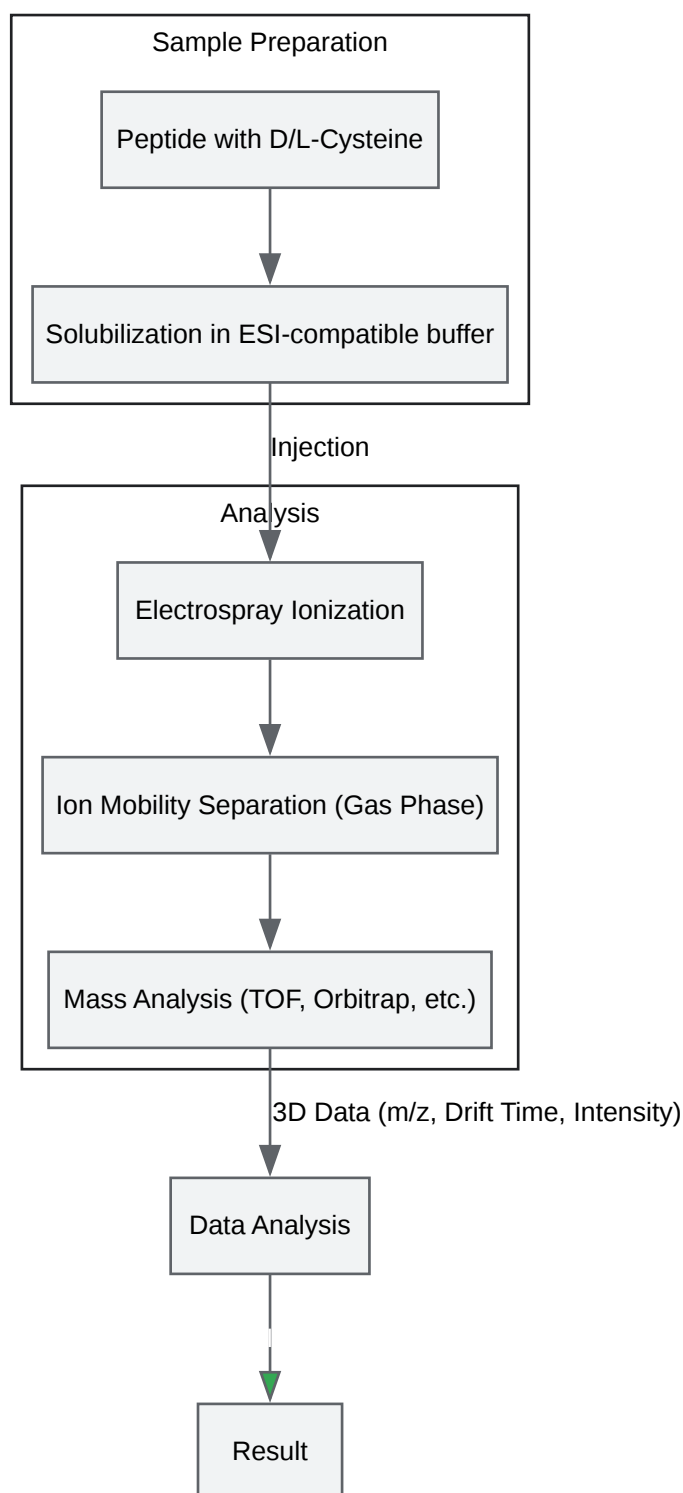 Sample Preparation
Peptide with D/L-Cysteine
Solubilization in ESI-compatible buffer
Injection
Analysis
Electrospray Ionization
Ion Mobility Separation (Gas Phase)
Mass Analysis (TOF, Orbitrap, etc.)
3D Data (m/z, Drift Time, Intensity)
Data Analysis
Result